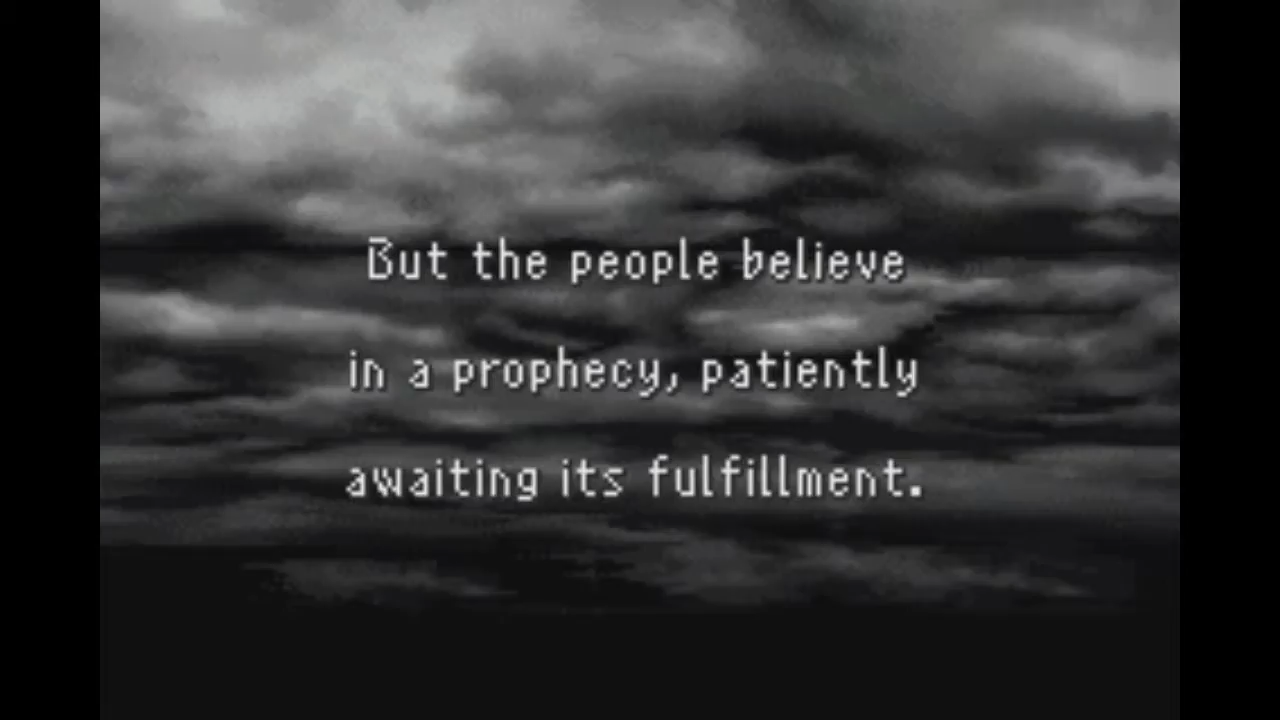 But the people believe
in a prophecy, patiently
awaiting its fulfillment.